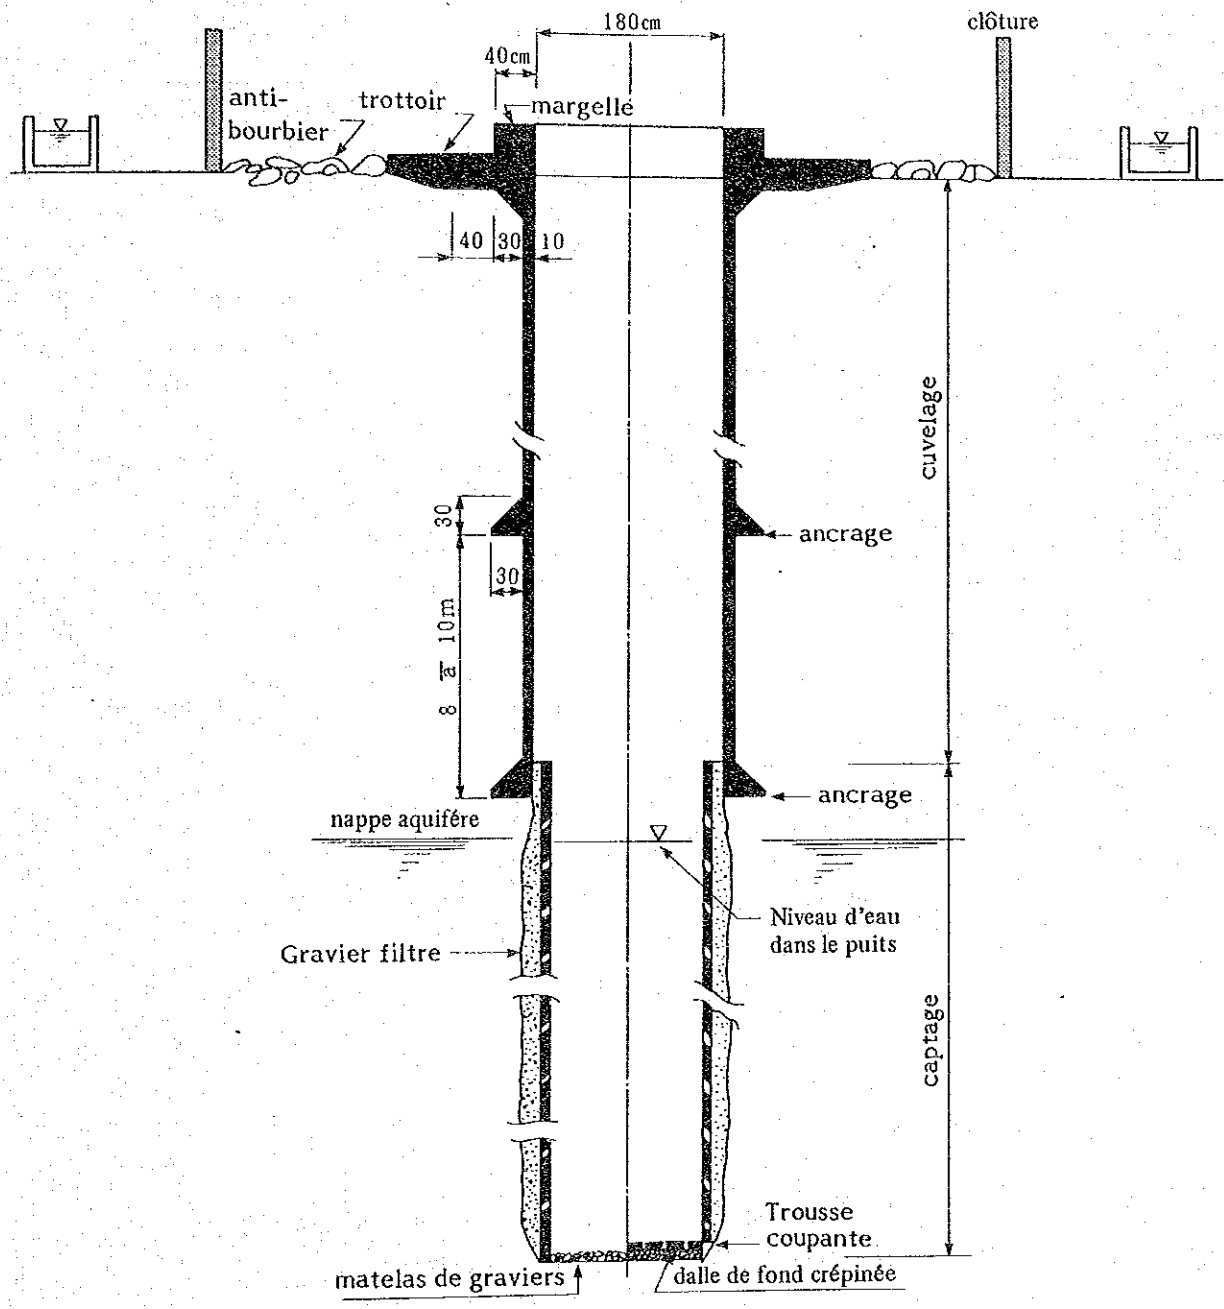 180cm
clôture
40cm
anti-
bourbier
trottoir
margelle
40 30 10
cuvelage
30
ancrage
30
8 à 10m
ancrage
nappe aquifére
Niveau d'eau
dans le puits
Gravier filtre
captage
Trousse
coupante
matelas de graviers
dalle de fond crépinée